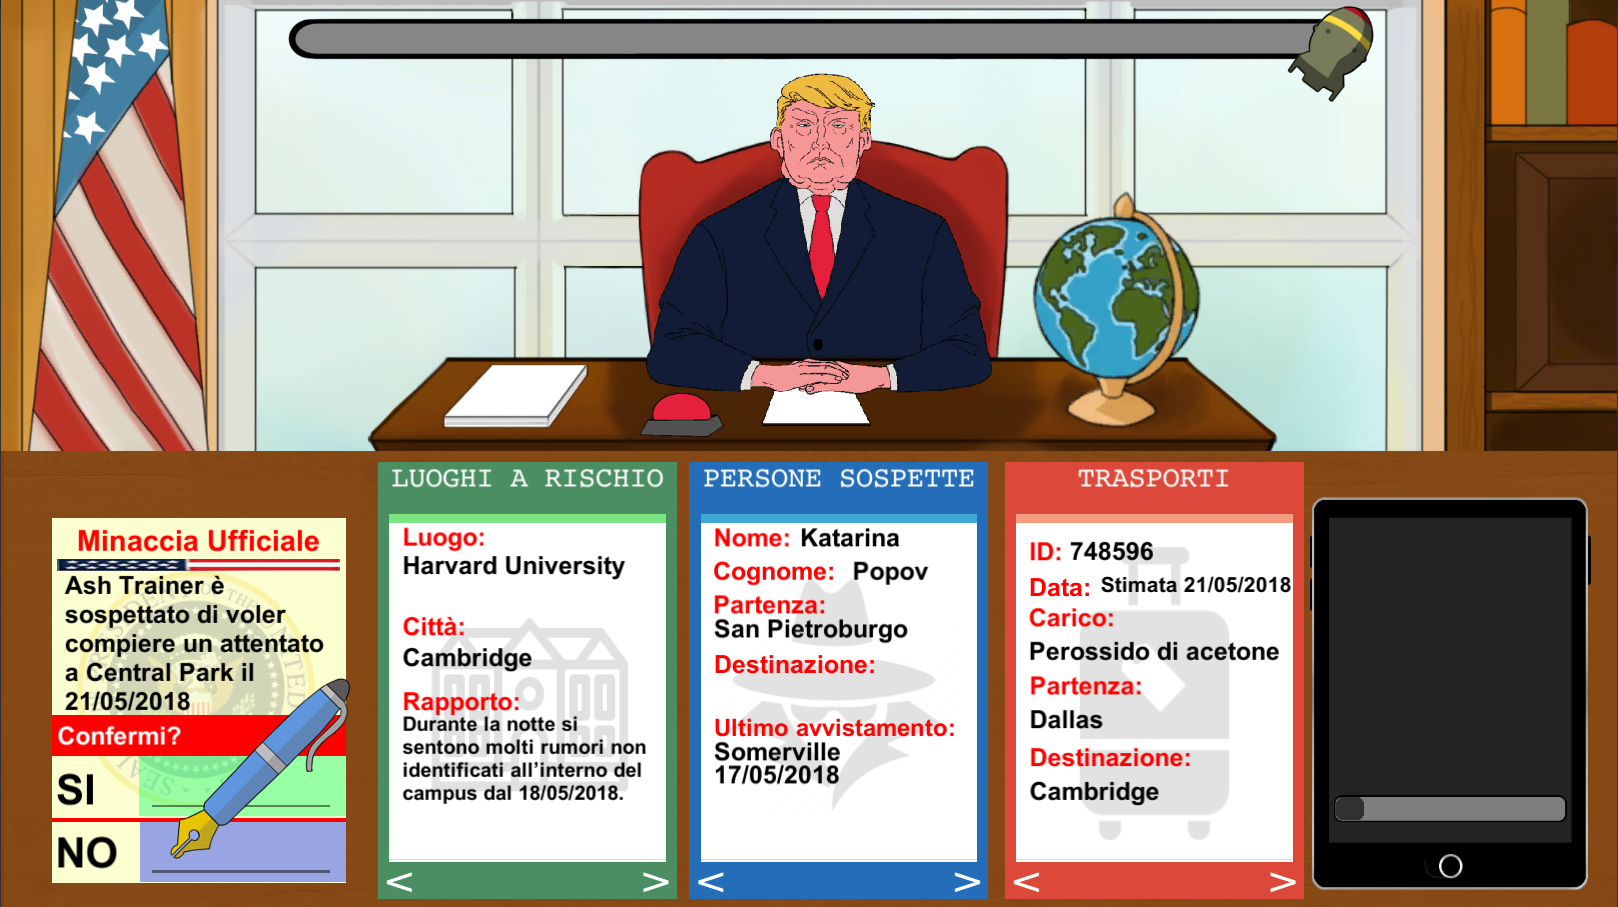 Minaccia Ufficiale
Ash Trainer è
sospettato di voler
compiere un attentato
a Central Park il
21/05/2018
Confermi?
SI
NO
LUOGHI A RISCHIO
Luogo:
Harvard University
Città:
Cambridge
Rapporto:
Durante la notte si
sentono molti rumori non
identificati all'interno del
campus dal 18/05/2018.
< >
PERSONE SOSPETTE
Nome: Katarina
Cognome: Popov
Partenza:
San Pietroburgo
Destinazione:
Ultimo avvistamento:
Somerville
17/05/2018
< >
TRASPORTI
ID: 748596
Data: Stimata 21/05/2018
Carico:
Perossido di acetone
Partenza:
Dallas
Destinazione:
Cambridge
< >